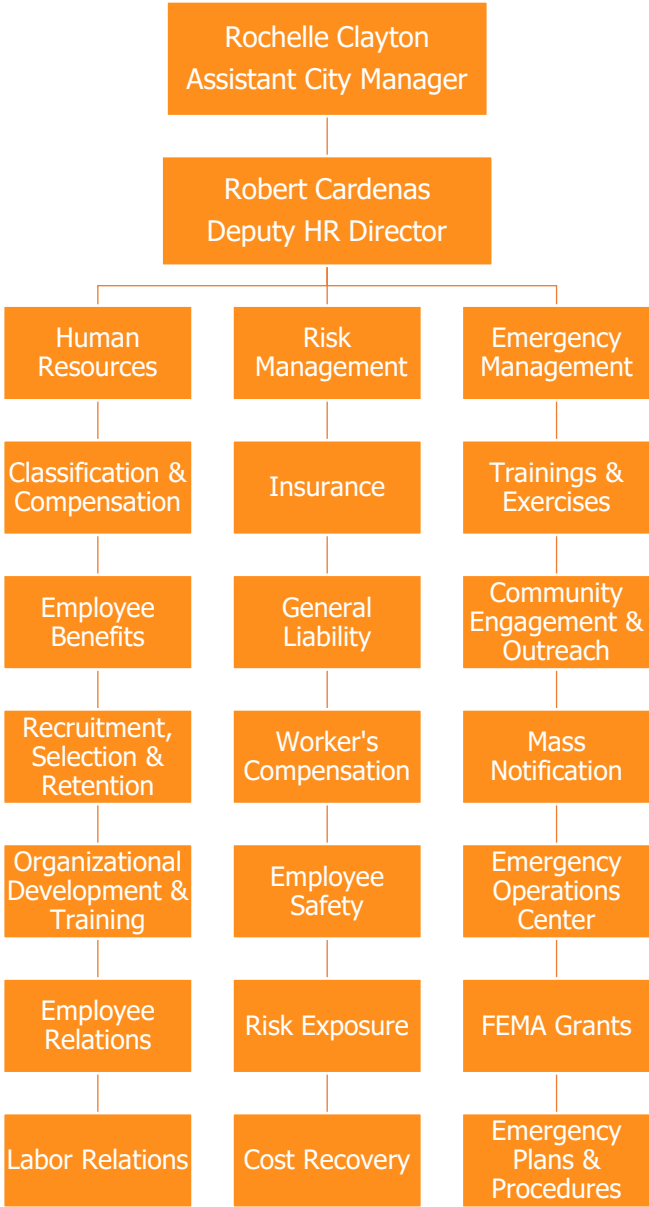 Rochelle Clayton
Assistant City Manager
Robert Cardenas
Deputy HR Director
Human
Resources
Risk
Management
Emergency
Management
Classification &
Compensation
Insurance
Trainings &
Exercises
Employee
Benefits
General
Liability
Community
Engagement &
Outreach
Recruitment,
Selection &
Retention
Worker's
Compensation
Mass
Notification
Organizational
Development &
Training
Employee
Safety
Emergency
Operations
Center
Employee
Relations
Risk Exposure
FEMA Grants
Labor Relations
Cost Recovery
Emergency
Plans &
Procedures